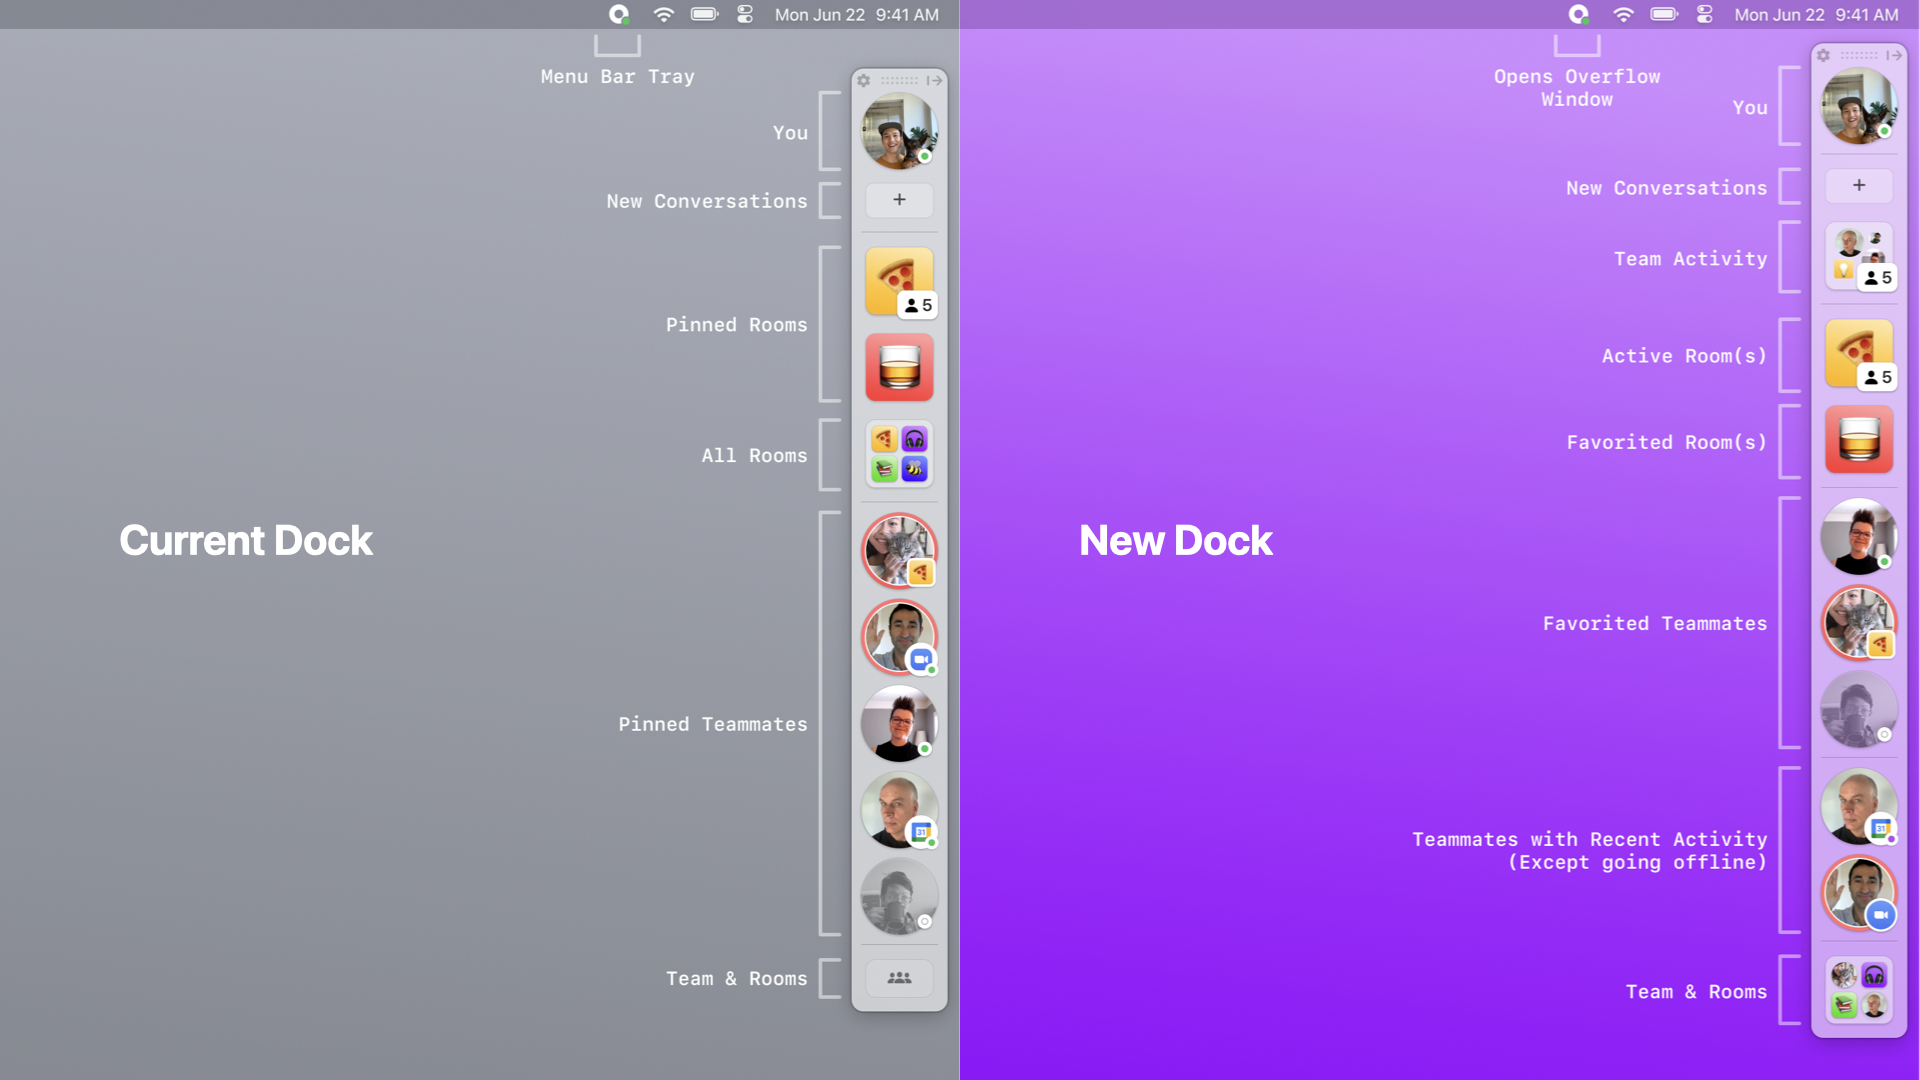 Mon Jun 22 9:41 AM
Menu Bar Tray
You
New Conversations
Pinned Rooms
5
All Rooms
Current Dock
Pinned Teammates
31
Team & Rooms
Mon Jun 22 9:41 AM
Opens Overflow
Window
You
New Conversations
Team Activity
5
Active Room(s)
5
Favorited Room(s)
New Dock
Favorited Teammates
Teammates with Recent Activity
(Except going offline)
31
Team & Rooms